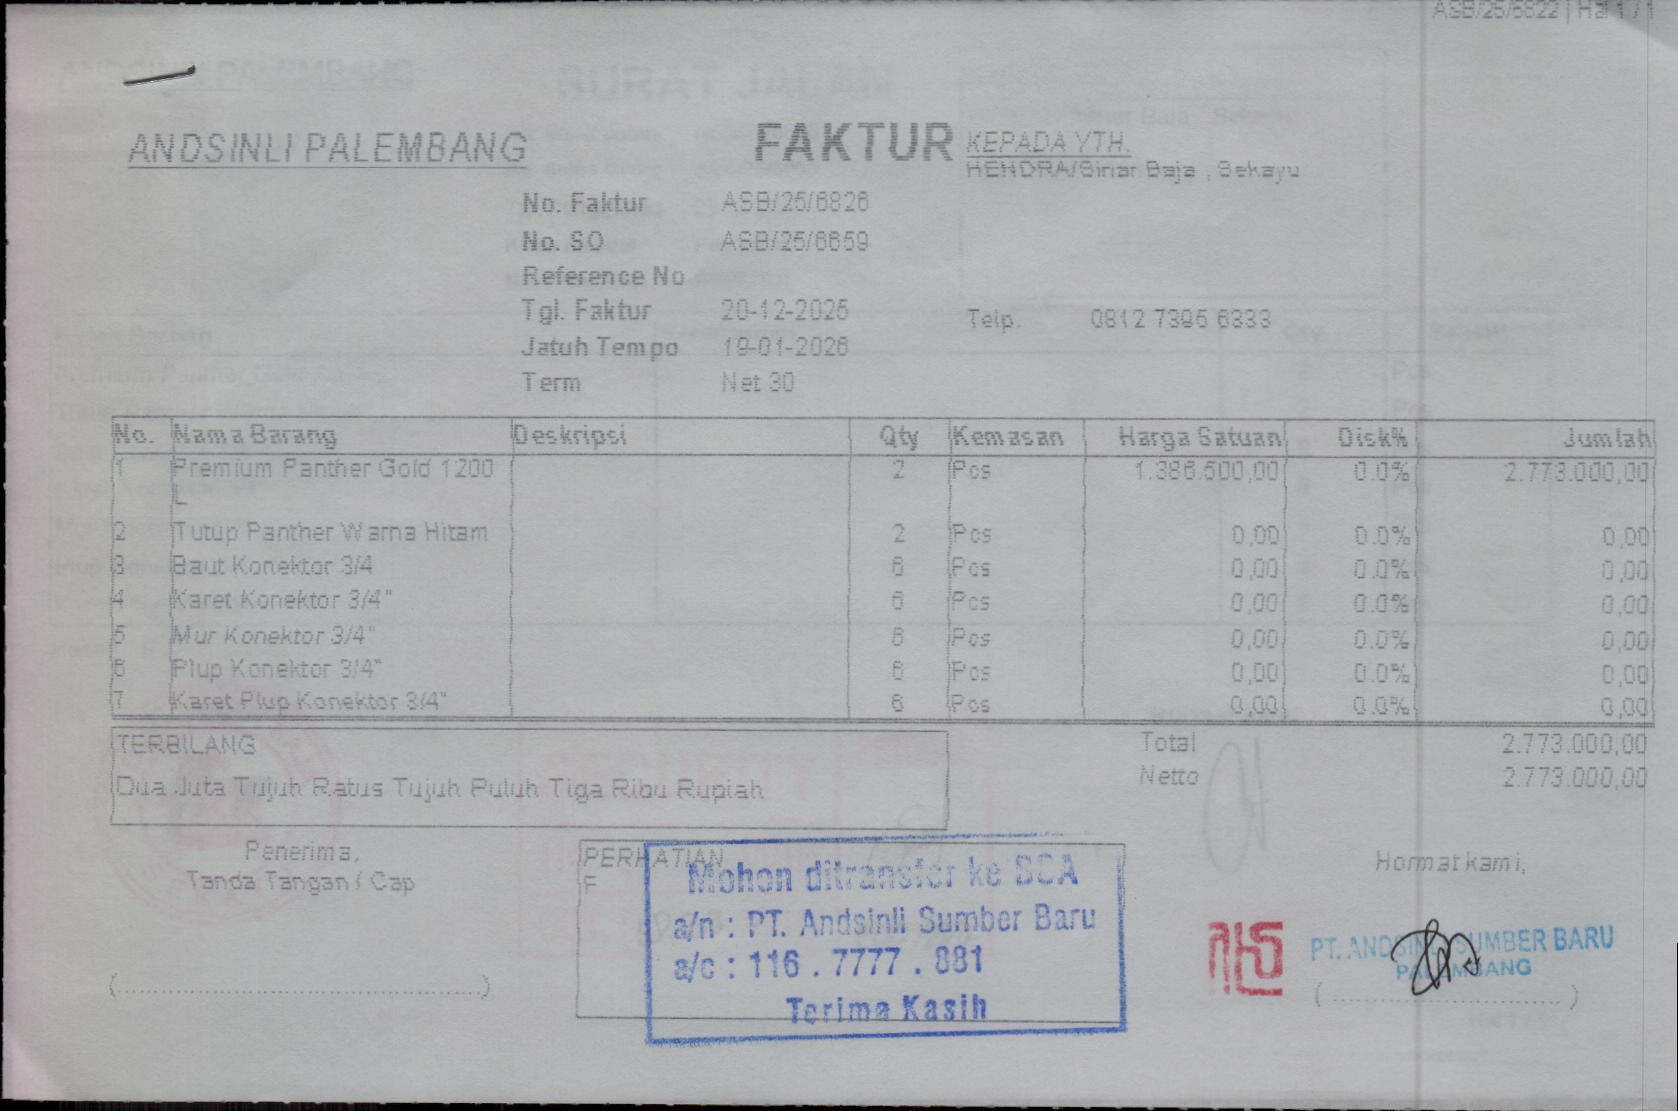 ASB/25/6822 | Hal 1 / 1
ANDSINLI PALEMBANG
FAKTUR
KEPADA YTH.
HENDRA/Sinar Baja , Sekayu
No. Faktur ASB/25/6826
No. SO ASB/25/6659
Reference No
Tgl. Faktur 20-12-2025
Telp. 0812 7395 6333
Jatuh Tempo 19-01-2026
Term Net 30
No. Nama Barang Deskripsi Qty Kemasan Harga Satuan Disk% Jumlah
1 Premium Panther Gold 1200 2 Pcs 1.386.500,00 0.0% 2.773.000,00
L
2 Tutup Panther Warna Hitam 2 Pcs 0,00 0.0% 0,00
3 Baut Konektor 3/4 6 Pcs 0,00 0.0% 0,00
4 Karet Konektor 3/4" 6 Pcs 0,00 0.0% 0,00
5 Mur Konektor 3/4" 6 Pcs 0,00 0.0% 0,00
6 Plup Konektor 3/4" 6 Pcs 0,00 0.0% 0,00
7 Karet Plup Konektor 3/4" 6 Pcs 0,00 0.0% 0,00
TERBILANG
Dua Juta Tujuh Ratus Tujuh Puluh Tiga Ribu Rupiah
Total 2.773.000,00
Netto 2.773.000,00
Penerima,
Tanda Tangan / Cap
(........................................)
PERHATIAN
F
Mohon ditransfer ke BCA
a/n : PT. Andsinli Sumber Baru
a/c : 116 . 7777 . 881
Terima Kasih
Hormat kami,
PT. ANDSINLI SUMBER BARU
PALEMBANG
(..............................)